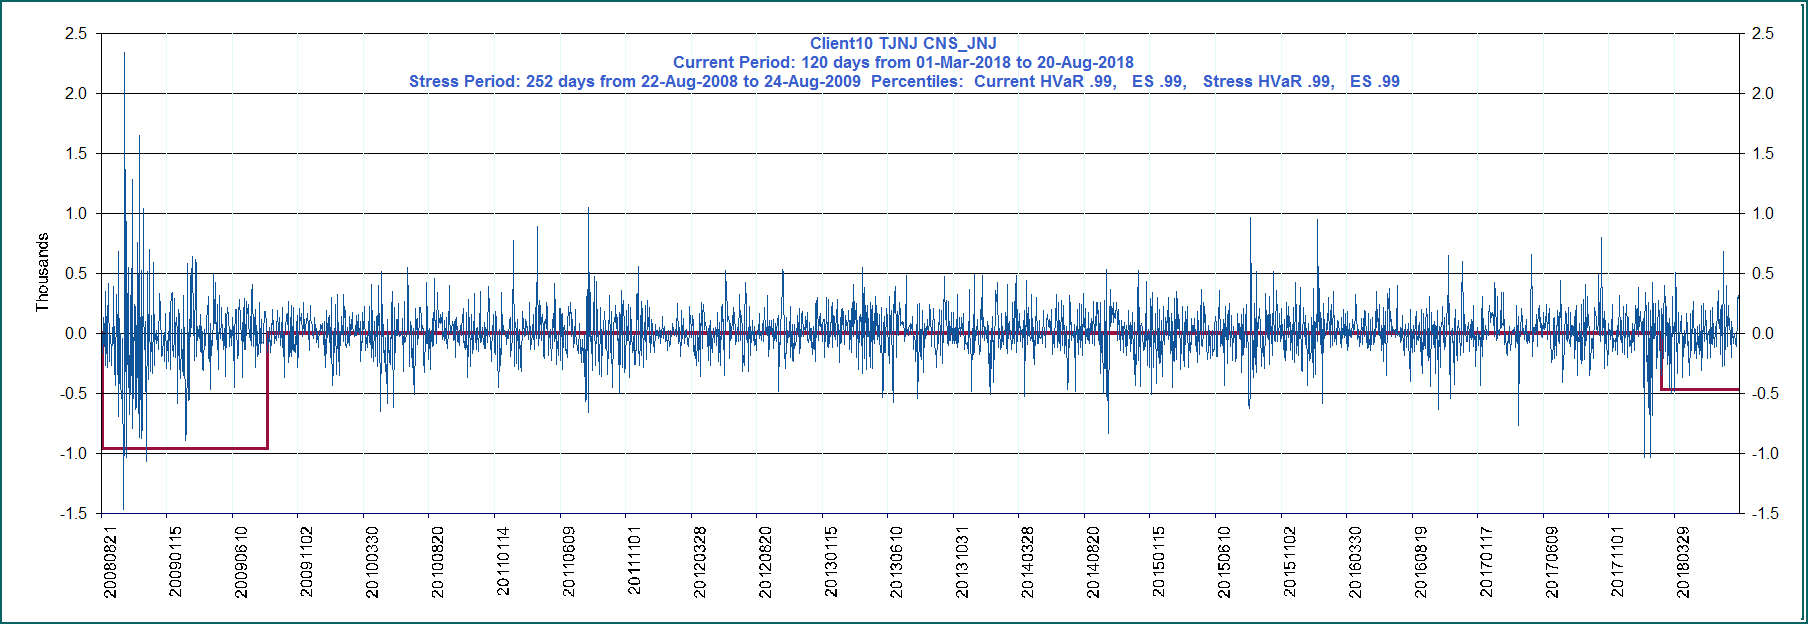 Client10 TJNJ CNS_JNJ
Current Period: 120 days from 01-Mar-2018 to 20-Aug-2018
Stress Period: 252 days from 22-Aug-2008 to 24-Aug-2009  Percentiles:  Current HVaR .99,   ES .99,   Stress HVaR .99,   ES .99
2.5 2.5
2.0 2.0
1.5 1.5
1.0 1.0
0.5 0.5
0.0 0.0
-0.5 -0.5
-1.0 -1.0
-1.5 -1.5
Thousands
20080821 20090115 20090610 20091102 20100330 20100820 20110114 20110609 20111101 20120328 20120820 20130115 20130610 20131031 20140328 20140820 20150115 20150610 20151102 20160330 20160819 20170117 20170609 20171101 20180329